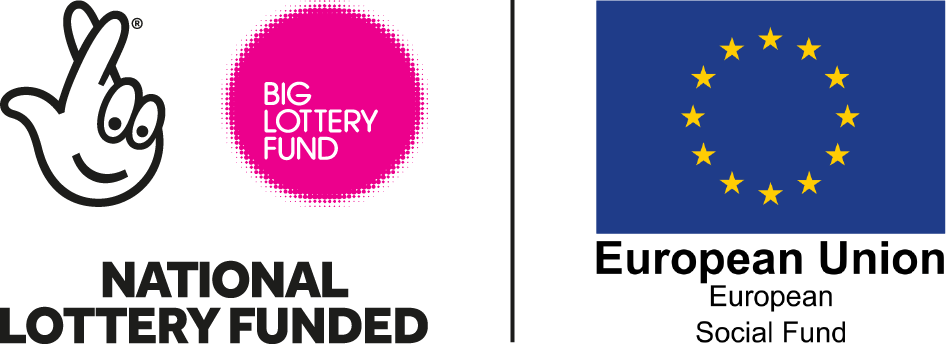 ®
BIG
LOTTERY
FUND
NATIONAL
LOTTERY FUNDED
European Union
European
Social Fund